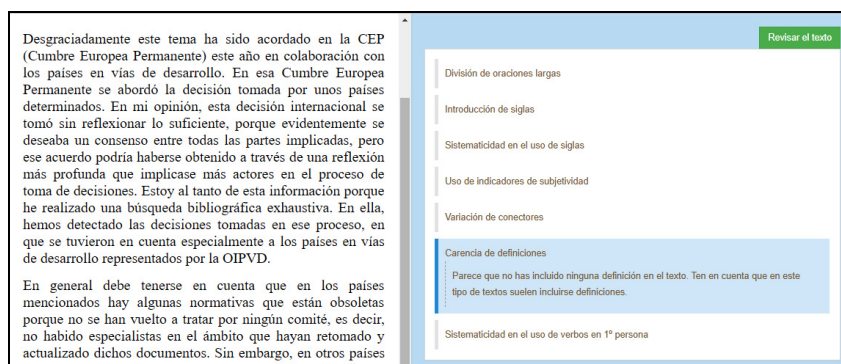 Desgraciadamente este tema ha sido acordado en la CEP
(Cumbre Europea Permanente) este año en colaboración con
los países en vías de desarrollo. En esa Cumbre Europea
Permanente se abordó la decisión tomada por unos países
determinados. En mi opinión, esta decisión internacional se
tomó sin reflexionar lo suficiente, porque evidentemente se
deseaba un consenso entre todas las partes implicadas, pero
ese acuerdo podría haberse obtenido a través de una reflexión
más profunda que implicase más actores en el proceso de
toma de decisiones. Estoy al tanto de esta información porque
he realizado una búsqueda bibliográfica exhaustiva. En ella,
hemos detectado las decisiones tomadas en ese proceso, en
que se tuvieron en cuenta especialmente a los países en vías
de desarrollo representados por la OIPVD.
En general debe tenerse en cuenta que en los países
mencionados hay algunas normativas que están obsoletas
porque no se han vuelto a tratar por ningún comité, es decir,
no habido especialistas en el ámbito que hayan retomado y
actualizado dichos documentos. Sin embargo, en otros países
Revisar el texto
División de oraciones largas
Introducción de siglas
Sistematicidad en el uso de siglas
Uso de indicadores de subjetividad
Variación de conectores
Carencia de definiciones
Parece que no has incluido ninguna definición en el texto. Ten en cuenta que en este
tipo de textos suelen incluirse definiciones.
Sistematicidad en el uso de verbos en 1º persona